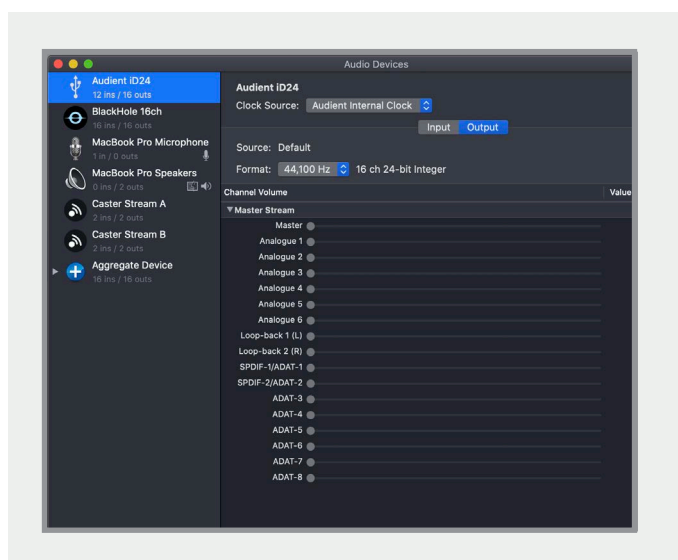 Audio Devices
Audient iD24
12 ins / 16 outs
BlackHole 16ch
16 ins / 16 outs
MacBook Pro Microphone
1 in / 0 outs
MacBook Pro Speakers
0 ins / 2 outs
Caster Stream A
2 ins / 2 outs
Caster Stream B
2 ins / 2 outs
Aggregate Device
16 ins / 16 outs
Audient iD24
Clock Source: Audient Internal Clock
Input Output
Source: Default
Format: 44,100 Hz 16 ch 24-bit Integer
Channel Volume Value
Master Stream
Master
Analogue 1
Analogue 2
Analogue 3
Analogue 4
Analogue 5
Analogue 6
Loop-back 1 (L)
Loop-back 2 (R)
SPDIF-1/ADAT-1
SPDIF-2/ADAT-2
ADAT-3
ADAT-4
ADAT-5
ADAT-6
ADAT-7
ADAT-8